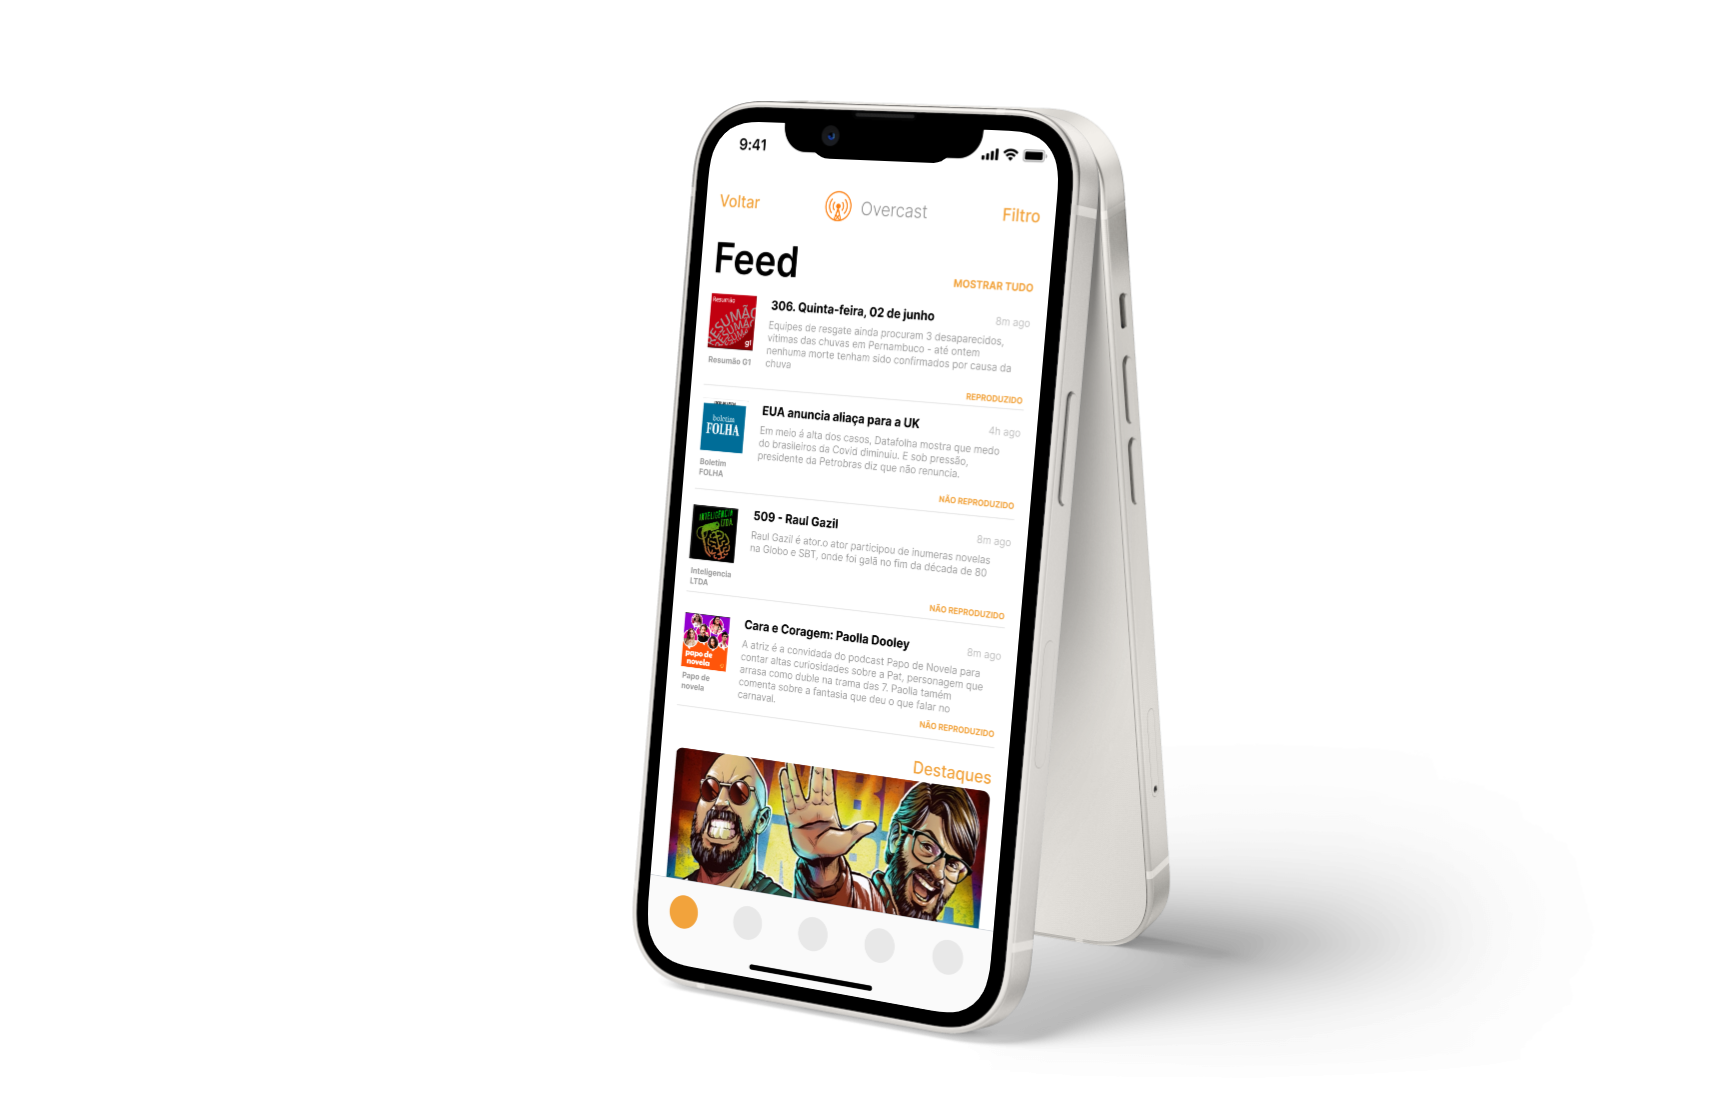 9:41
Voltar
Overcast
Filtro
Feed
MOSTRAR TUDO
Resumão
RESUMÃO
RESUMÃO
RESUMÃO
g1
Resumão G1
306. Quinta-feira, 02 de junho
8m ago
Equipes de resgate ainda procuram 3 desaparecidos,
vitimas das chuvas em Pernambuco - até ontem
nenhuma morte tenham sido confirmados por causa da
chuva
REPRODUZIDO
boletim
FOLHA
Boletim
FOLHA
EUA anuncia aliaça para a UK
4h ago
Em meio á alta dos casos, Datafolha mostra que medo
do brasileiros da Covid diminuiu. E sob pressão,
presidente da Petrobras diz que não renuncia.
NÃO REPRODUZIDO
INTELIGÊNCIA
LTDA
Inteligencia
LTDA
509 - Raul Gazil
8m ago
Raul Gazil é ator.o ator participou de inumeras novelas
na Globo e SBT, onde foi galã no fim da década de 80
NÃO REPRODUZIDO
papo de
novela
Papo de
novela
Cara e Coragem: Paolla Dooley
8m ago
A atriz é a convidada do podcast Papo de Novela para
contar altas curiosidades sobre a Pat, personagem que
arrasa como duble na trama das 7. Paolla tamém
comenta sobre a fantasia que deu o que falar no
carnaval.
NÃO REPRODUZIDO
Destaques